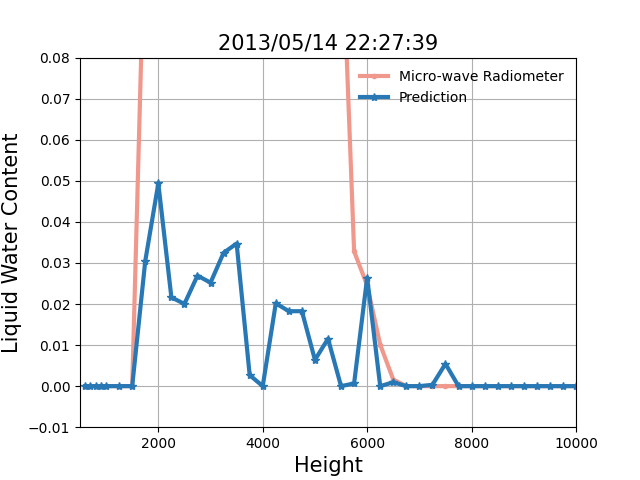 2013/05/14 22:27:39
Micro-wave Radiometer
Prediction
Liquid Water Content
0.08
0.07
0.06
0.05
0.04
0.03
0.02
0.01
0.00
−0.01
2000 4000 6000 8000 10000
Height